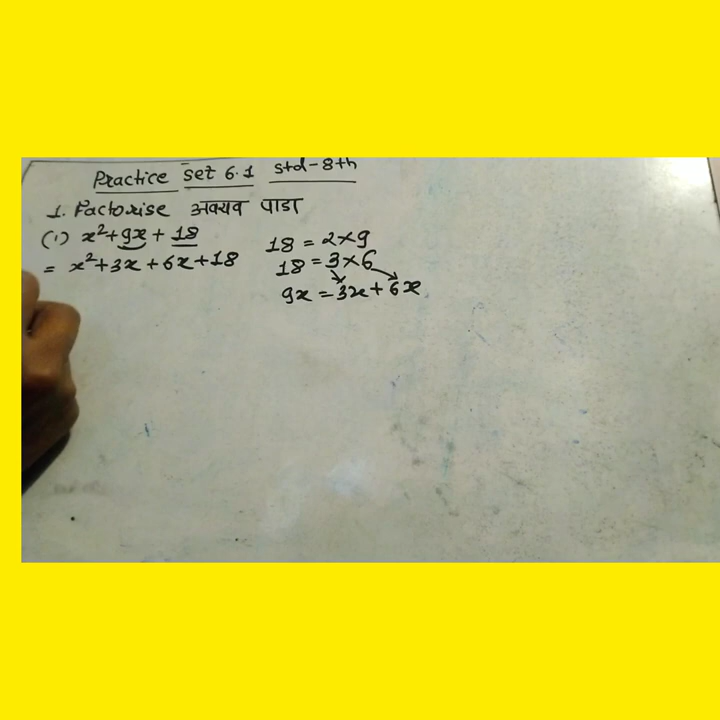 Practice Set 6.1 std-8th
1. Factorise अवयव पाडा
(1) x²+9x+18
= x²+3x+6x+18
18 = 2×9
18 = 3×6
9x = 3x+6x